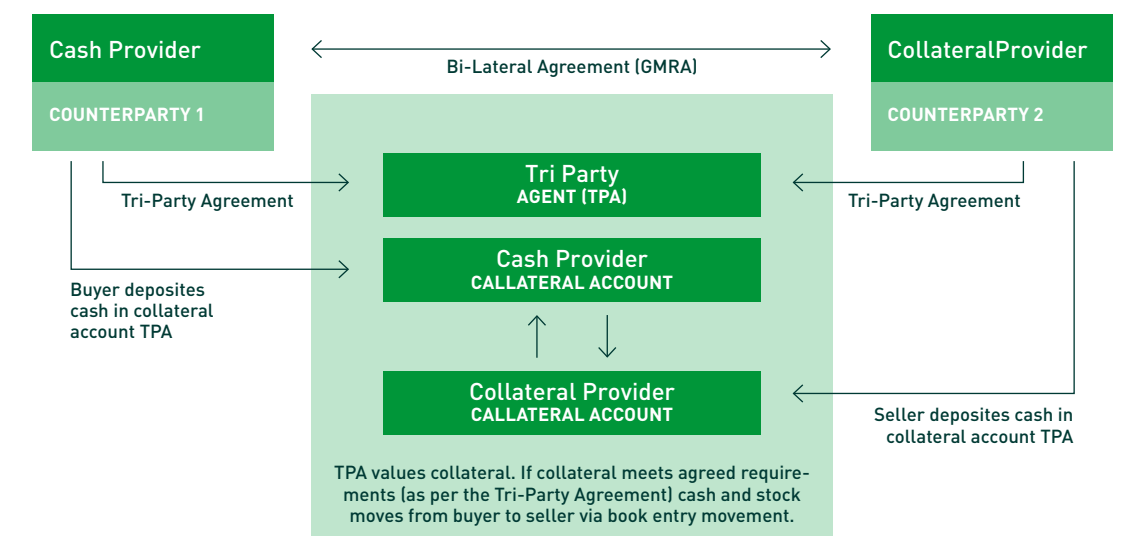 Cash Provider
COUNTERPARTY 1
Bi-Lateral Agreement (GMRA)
CollateralProvider
COUNTERPARTY 2
Tri Party
AGENT (TPA)
Tri-Party Agreement
Tri-Party Agreement
Cash Provider
CALLATERAL ACCOUNT
Buyer deposites
cash in collateral
account TPA
Collateral Provider
CALLATERAL ACCOUNT
Seller deposites cash in
collateral account TPA
TPA values collateral. If collateral meets agreed require-
ments (as per the Tri-Party Agreement) cash and stock
moves from buyer to seller via book entry movement.